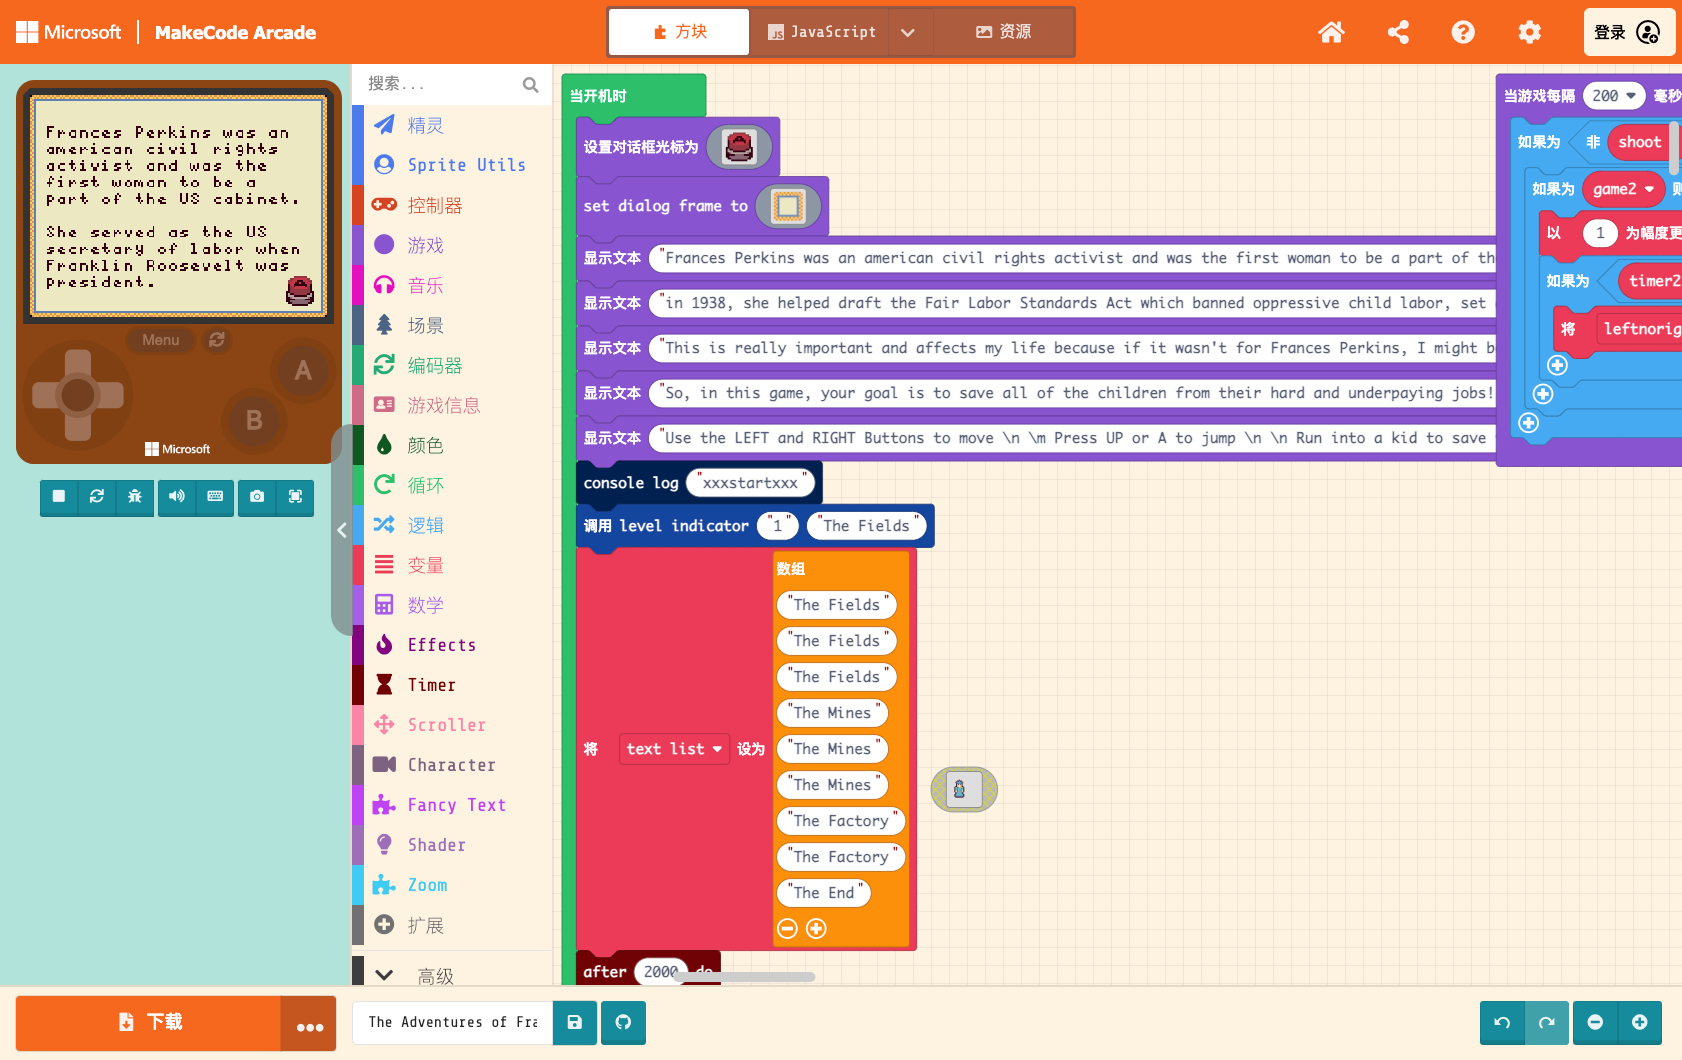 Microsoft
MakeCode Arcade
方块
JavaScript
资源
登录
Frances Perkins was an
american civil rights
activist and was the
first woman to be a
part of the US cabinet.
She served as the US
secretary of labor when
Franklin Roosevelt was
president.
Menu
A
B
Microsoft
搜索...
精灵
Sprite Utils
控制器
游戏
音乐
场景
编码器
游戏信息
颜色
循环
逻辑
变量
数学
Effects
Timer
Scroller
Character
Fancy Text
Shader
Zoom
扩展
高级
当开机时
设置对话框光标为
set dialog frame to
显示文本 "Frances Perkins was an american civil rights activist and was the first woman to be a part of th
显示文本 "in 1938, she helped draft the Fair Labor Standards Act which banned oppressive child labor, set
显示文本 "This is really important and affects my life because if it wasn't for Frances Perkins, I might b
显示文本 "So, in this game, your goal is to save all of the children from their hard and underpaying jobs!
显示文本 "Use the LEFT and RIGHT Buttons to move \n \m Press UP or A to jump \n \n Run into a kid to save
console log "xxxstartxxx"
调用 level indicator "1" "The Fields"
将 text list 设为
数组
"The Fields"
"The Fields"
"The Fields"
"The Mines"
"The Mines"
"The Mines"
"The Factory"
"The Factory"
"The End"
after 2000 do
当游戏每隔 200 毫秒
如果为 非 shoot
如果为 game2 则
以 1 为幅度更
如果为 timer2
将 leftnorig
下载
The Adventures of Fra